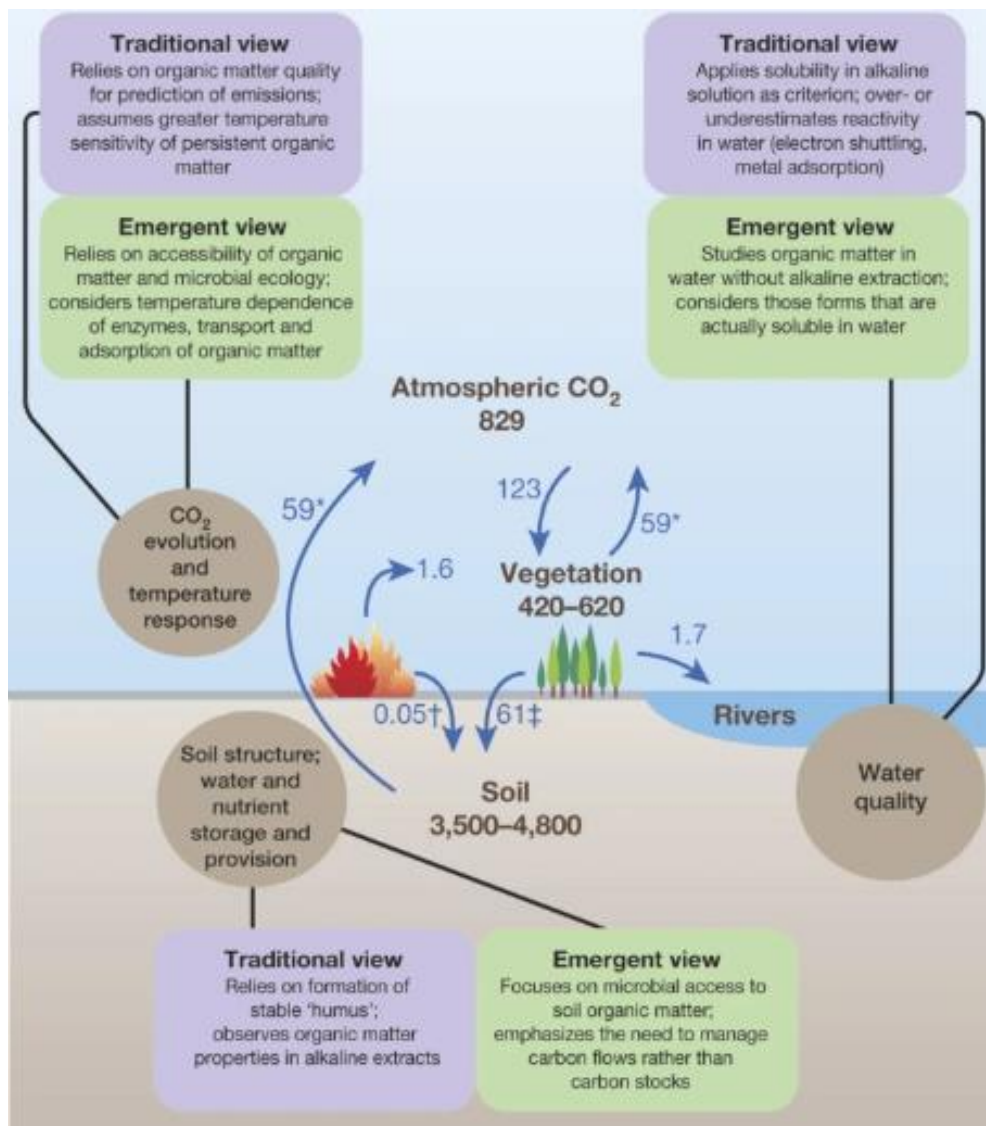 Traditional view
Relies on organic matter quality
for prediction of emissions;
assumes greater temperature
sensitivity of persistent organic
matter
Emergent view
Relies on accessibility of organic
matter and microbial ecology;
considers temperature dependence
of enzymes, transport and
adsorption of organic matter
Traditional view
Applies solubility in alkaline
solution as criterion; over- or
underestimates reactivity
in water (electron shuttling,
metal adsorption)
Emergent view
Studies organic matter in
water without alkaline extraction;
considers those forms that are
actually soluble in water
Atmospheric CO₂
829
59*
123
59*
CO₂
evolution
and
temperature
response
1.6
Vegetation
420–620
1.7
0.05†
61‡
Rivers
Soil structure;
water and
nutrient
storage and
provision
Soil
3,500–4,800
Water
quality
Traditional view
Relies on formation of
stable ‘humus’;
observes organic matter
properties in alkaline extracts
Emergent view
Focuses on microbial access to
soil organic matter;
emphasizes the need to manage
carbon flows rather than
carbon stocks